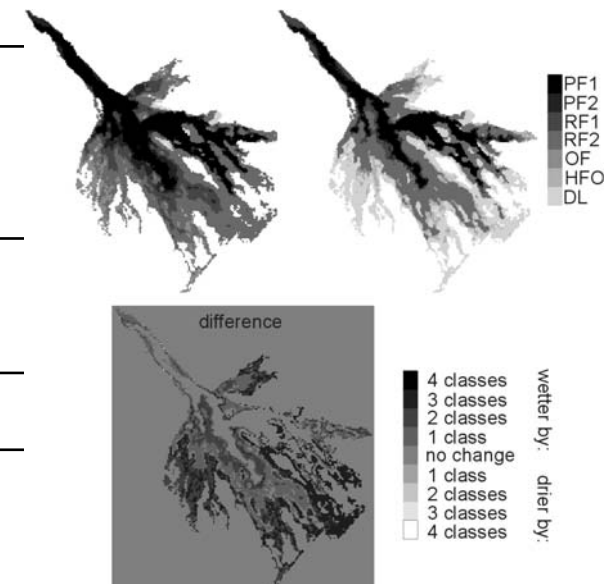 PF1
PF2
RF1
RF2
OF
HFO
DL
difference
4 classes
3 classes
2 classes
1 class
no change
1 class
2 classes
3 classes
4 classes
wetter by:
drier by: